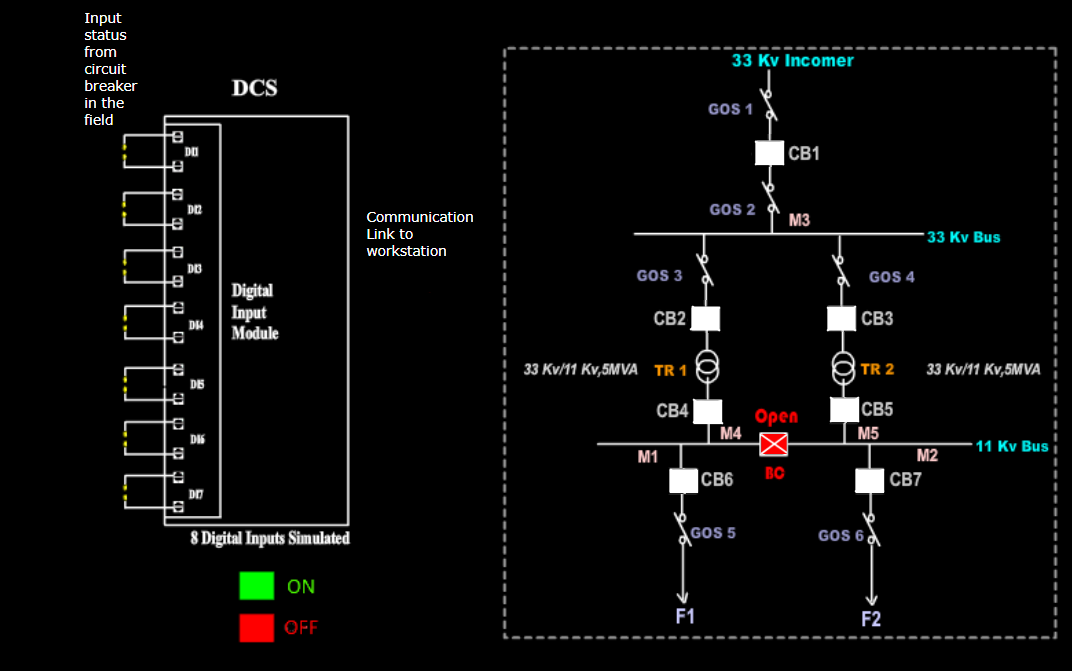 Input
status
from
circuit
breaker
in the
field
DCS
DI1
DI2
DI3
DI4
DI5
DI6
DI7
Digital
Input
Module
8 Digital Inputs Simulated
ON
OFF
Communication
Link to
workstation
33 Kv Incomer
GOS 1
CB1
GOS 2
M3
33 Kv Bus
GOS 3
GOS 4
CB2
CB3
33 Kv/11 Kv,5MVA
TR 1
TR 2
33 Kv/11 Kv,5MVA
CB4
Open
CB5
M4
M5
M1
BC
M2
11 Kv Bus
CB6
CB7
GOS 5
GOS 6
F1
F2